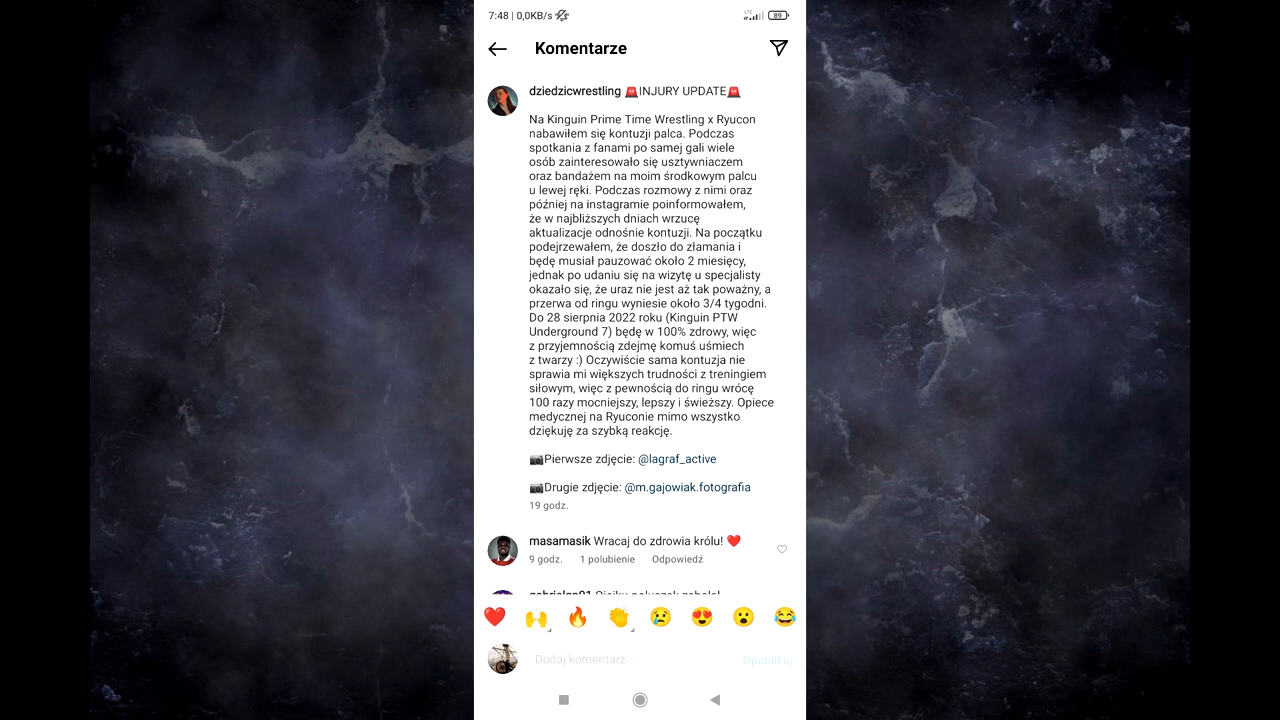 7:48 | 0,0KB/s
LTE
89
Komentarze
dziedzicwrestling 🚨INJURY UPDATE🚨
Na Kinguin Prime Time Wrestling x Ryucon
nabawiłem się kontuzji palca. Podczas
spotkania z fanami po samej gali wiele
osób zainteresowało się usztywniaczem
oraz bandażem na moim środkowym palcu
u lewej ręki. Podczas rozmowy z nimi oraz
później na instagramie poinformowałem,
że w najbliższych dniach wrzucę
aktualizacje odnośnie kontuzji. Na początku
podejrzewałem, że doszło do złamania i
będę musiał pauzować około 2 miesięcy,
jednak po udaniu się na wizytę u specjalisty
okazało się, że uraz nie jest aż tak poważny, a
przerwa od ringu wyniesie około 3/4 tygodni.
Do 28 sierpnia 2022 roku (Kinguin PTW
Underground 7) będę w 100% zdrowy, więc
z przyjemnością zdejmę komuś uśmiech
z twarzy :) Oczywiście sama kontuzja nie
sprawia mi większych trudności z treningiem
siłowym, więc z pewnością do ringu wrócę
100 razy mocniejszy, lepszy i świeższy. Opiece
medycznej na Ryuconie mimo wszystko
dziękuję za szybką reakcję.
📷Pierwsze zdjęcie: @lagraf_active
📷Drugie zdjęcie: @m.gajowiak.fotografia
19 godz.
masamasik Wracaj do zdrowia królu! ❤️
9 godz. 1 polubienie Odpowiedź
Dodaj komentarz... Opublikuj